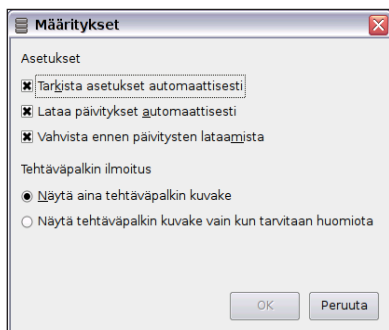 Määritykset
Asetukset
Tarkista asetukset automaattisesti
Lataa päivitykset automaattisesti
Vahvista ennen päivitysten lataamista
Tehtäväpalkin ilmoitus
Näytä aina tehtäväpalkin kuvake
Näytä tehtäväpalkin kuvake vain kun tarvitaan huomiota
OK
Peruuta